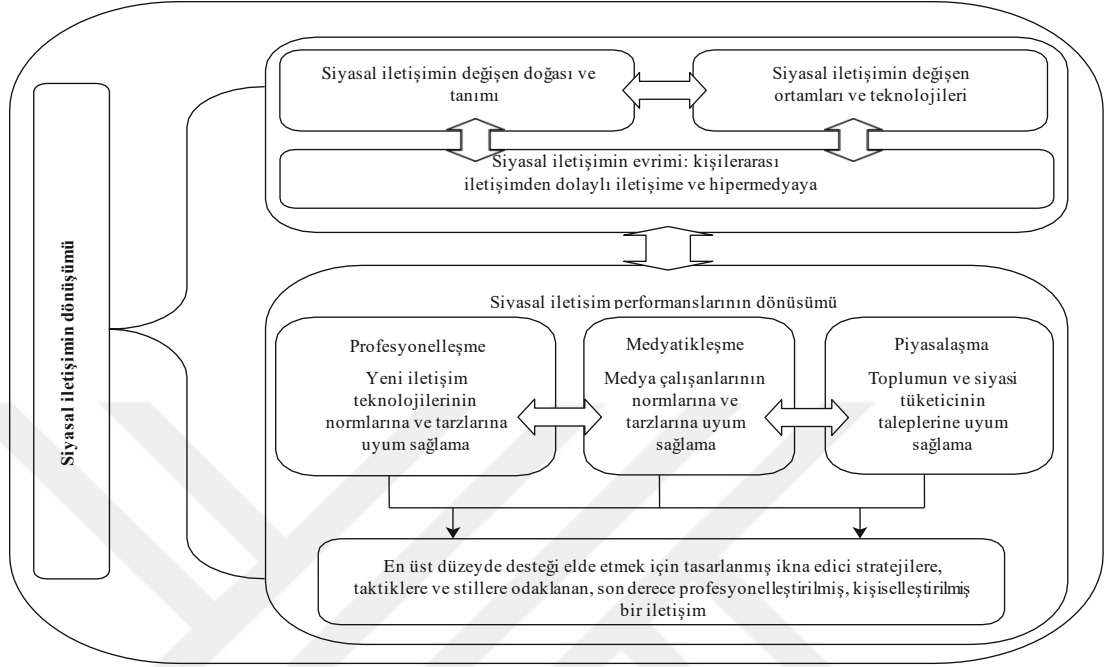 Siyasal iletişimin dönüşümü
Siyasal iletişimin değişen doğası ve
tanımı
Siyasal iletişimin değişen
ortamları ve teknolojileri
Siyasal iletişimin evrimi: kişilerarası
iletişimden dolaylı iletişime ve hipermedyaya
Siyasal iletişim performanslarının dönüşümü
Profesyonelleşme
Yeni iletişim
teknolojilerinin
normlarına ve tarzlarına
uyum sağlama
Medyatikleşme
Medya çalışanlarının
normlarına ve
tarzlarına uyum
sağlama
Piyasalaşma
Toplumun ve siyasi
tüketicinin
taleplerine uyum
sağlama
En üst düzeyde desteği elde etmek için tasarlanmış ikna edici stratejilere,
taktiklere ve stillere odaklanan, son derece profesyonelleştirilmiş, kişiselleştirilmiş
bir iletişim